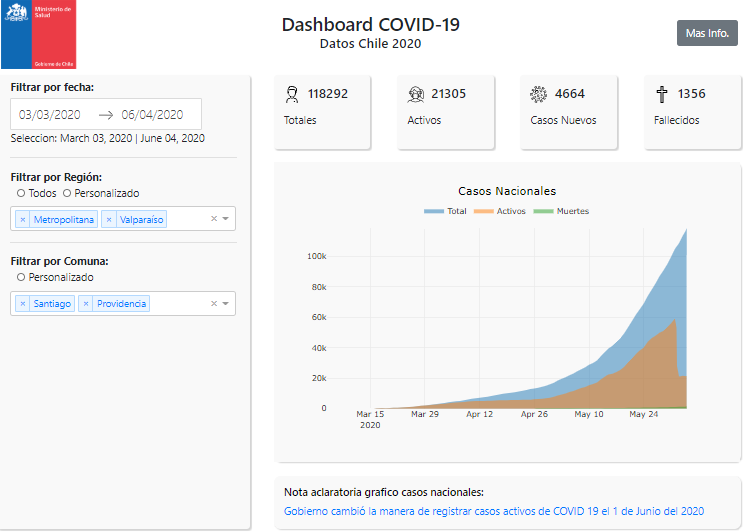 Ministerio de
Salud
Gobierno de Chile
Dashboard COVID-19
Datos Chile 2020
Mas Info.
Filtrar por fecha:
03/03/2020 → 06/04/2020
Seleccion: March 03, 2020 | June 04, 2020
Filtrar por Región:
Todos Personalizado
× Metropolitana × Valparaíso ×
Filtrar por Comuna:
Personalizado
× Santiago × Providencia ×
118292
Totales
21305
Activos
4664
Casos Nuevos
1356
Fallecidos
Casos Nacionales
Total Activos Muertes
100k
80k
60k
40k
20k
0
Mar 15 Mar 29 Apr 12 Apr 26 May 10 May 24
2020
Nota aclaratoria grafico casos nacionales:
Gobierno cambió la manera de registrar casos activos de COVID 19 el 1 de Junio del 2020